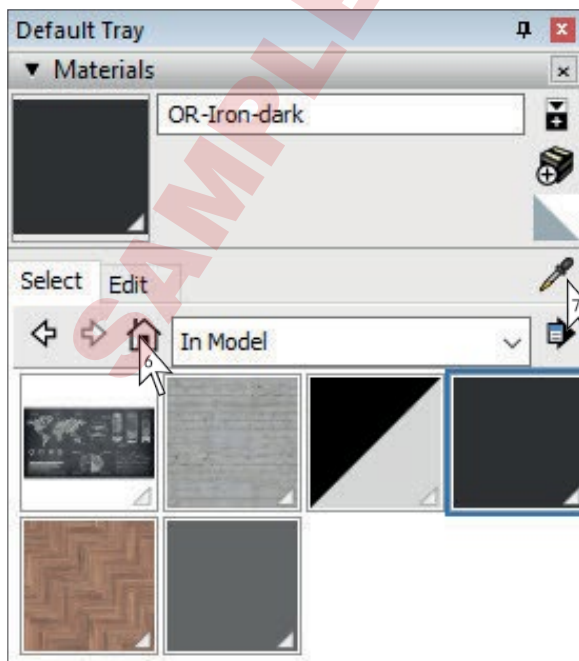 Default Tray
Materials
OR-Iron-dark
Select Edit
7
In Model
6
SAMPLE